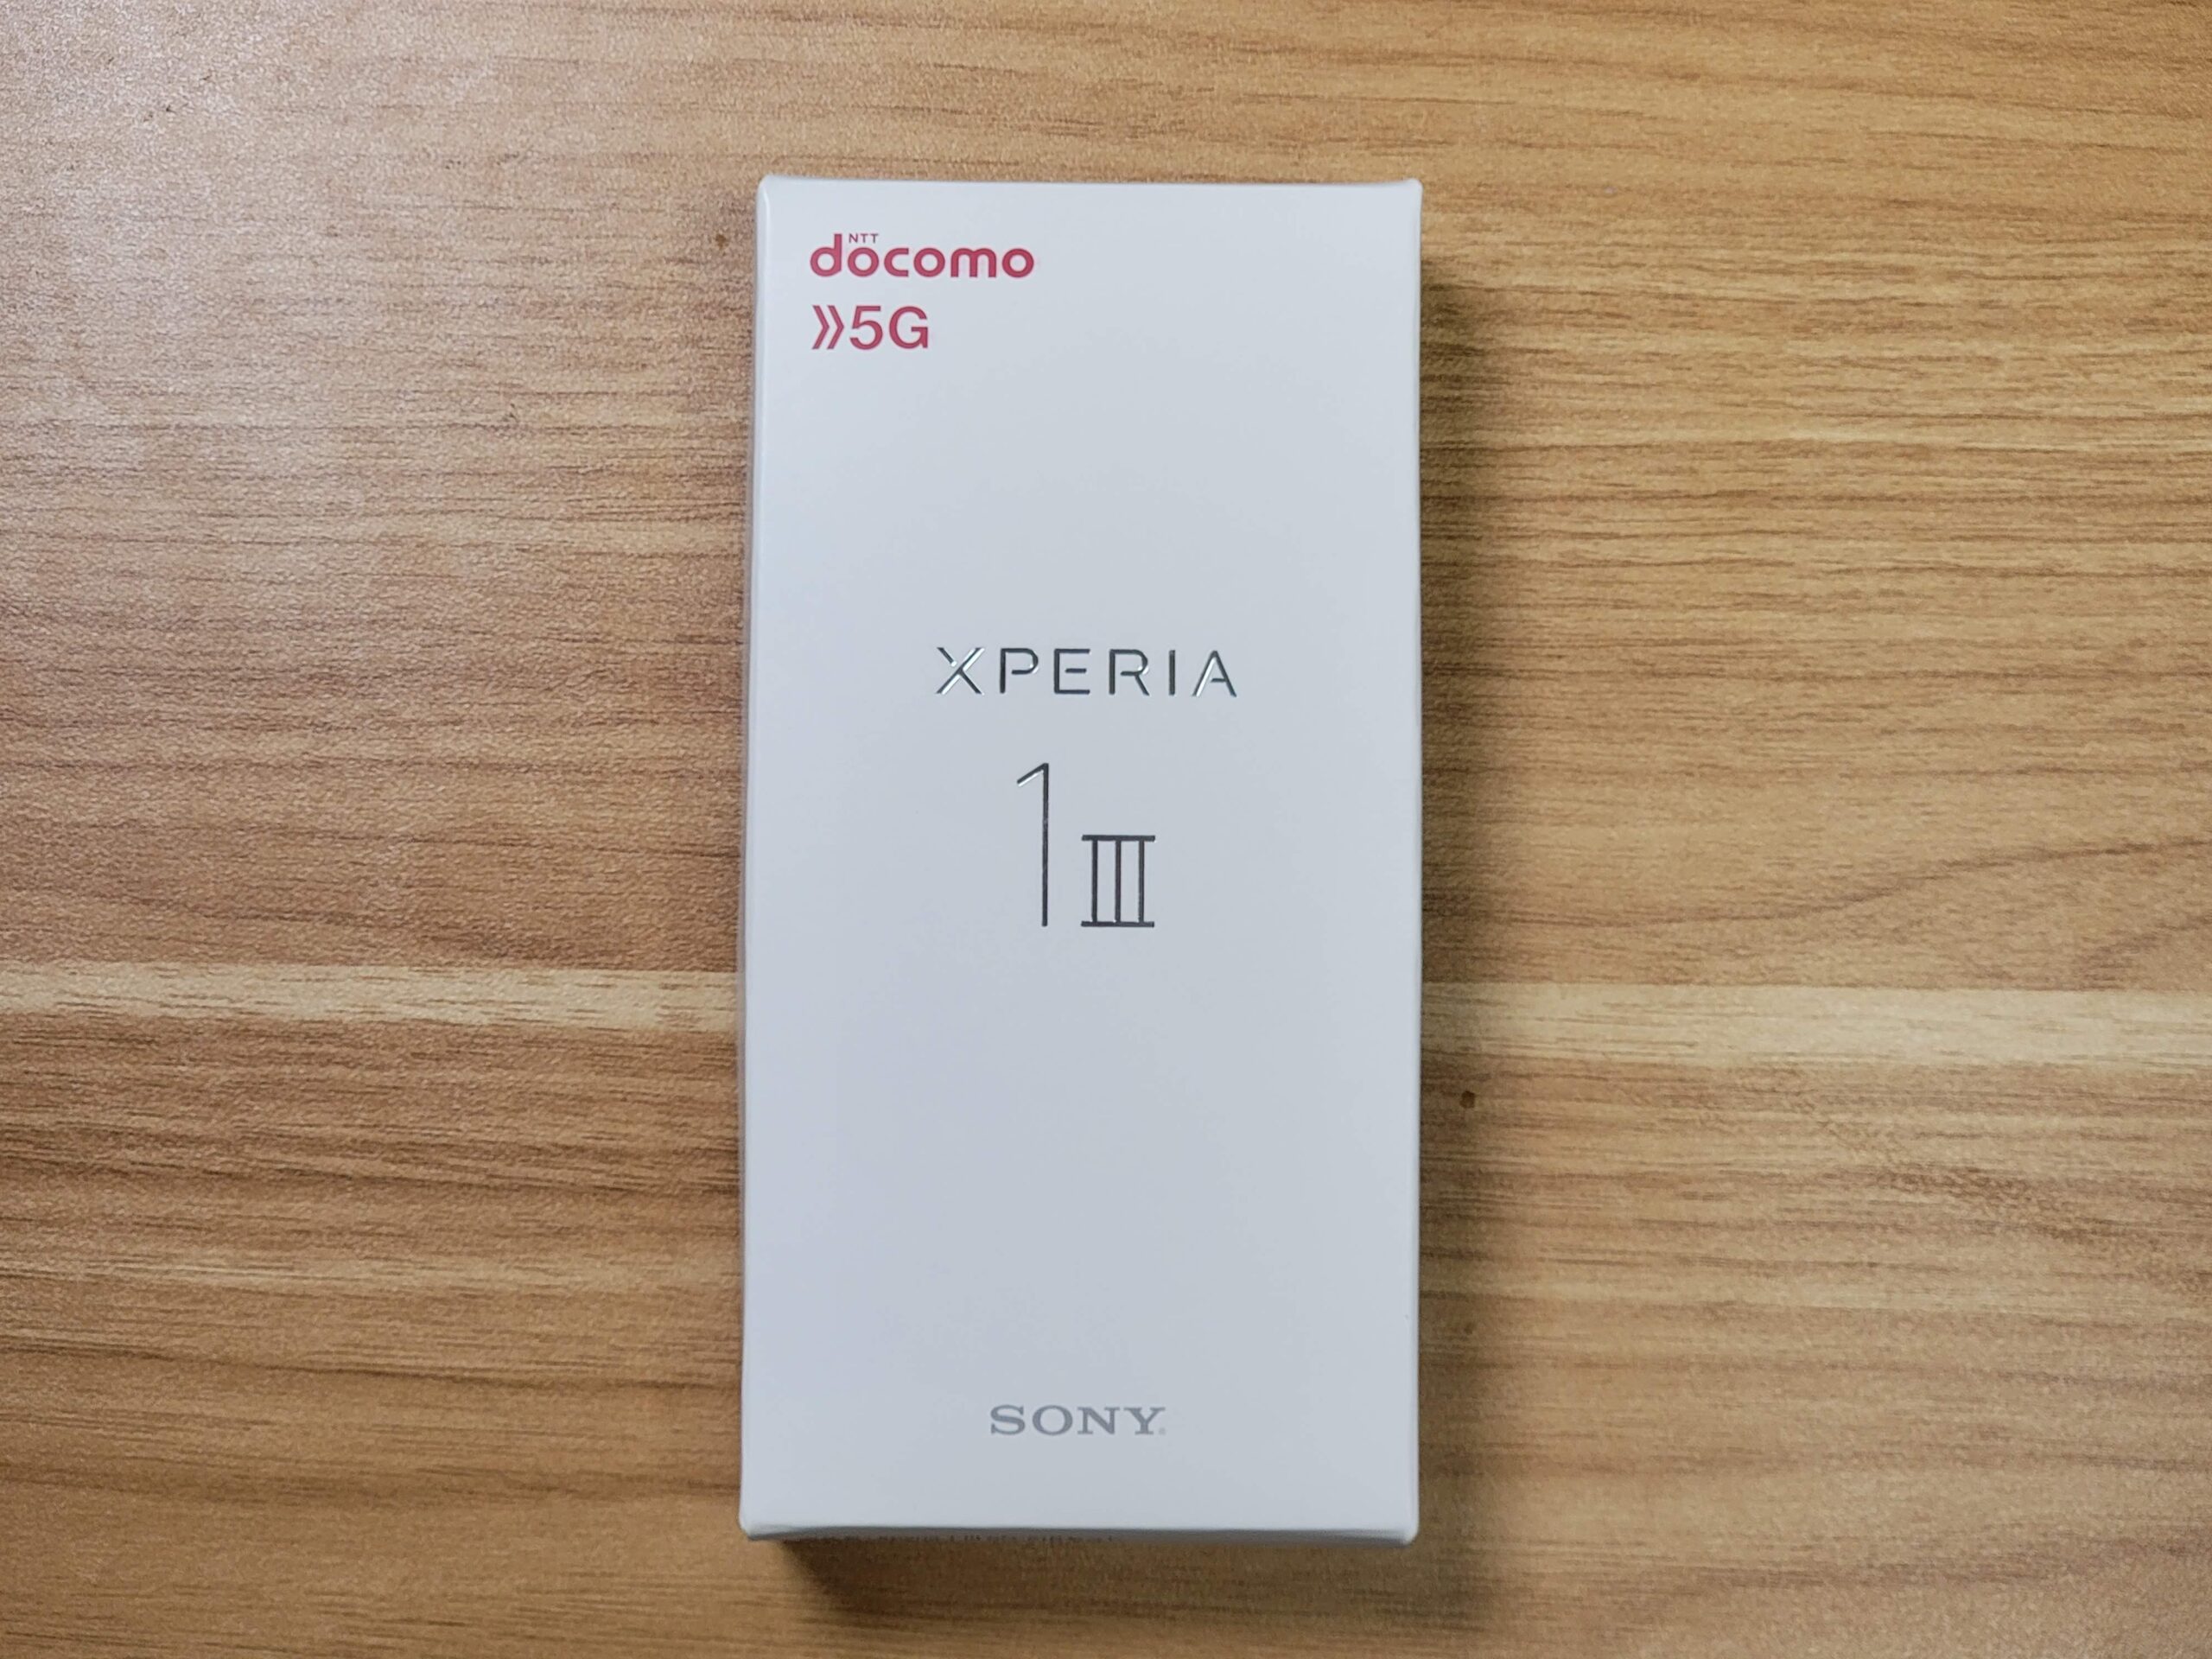 NTT
docomo
5G
XPERIA
1 III
SONY